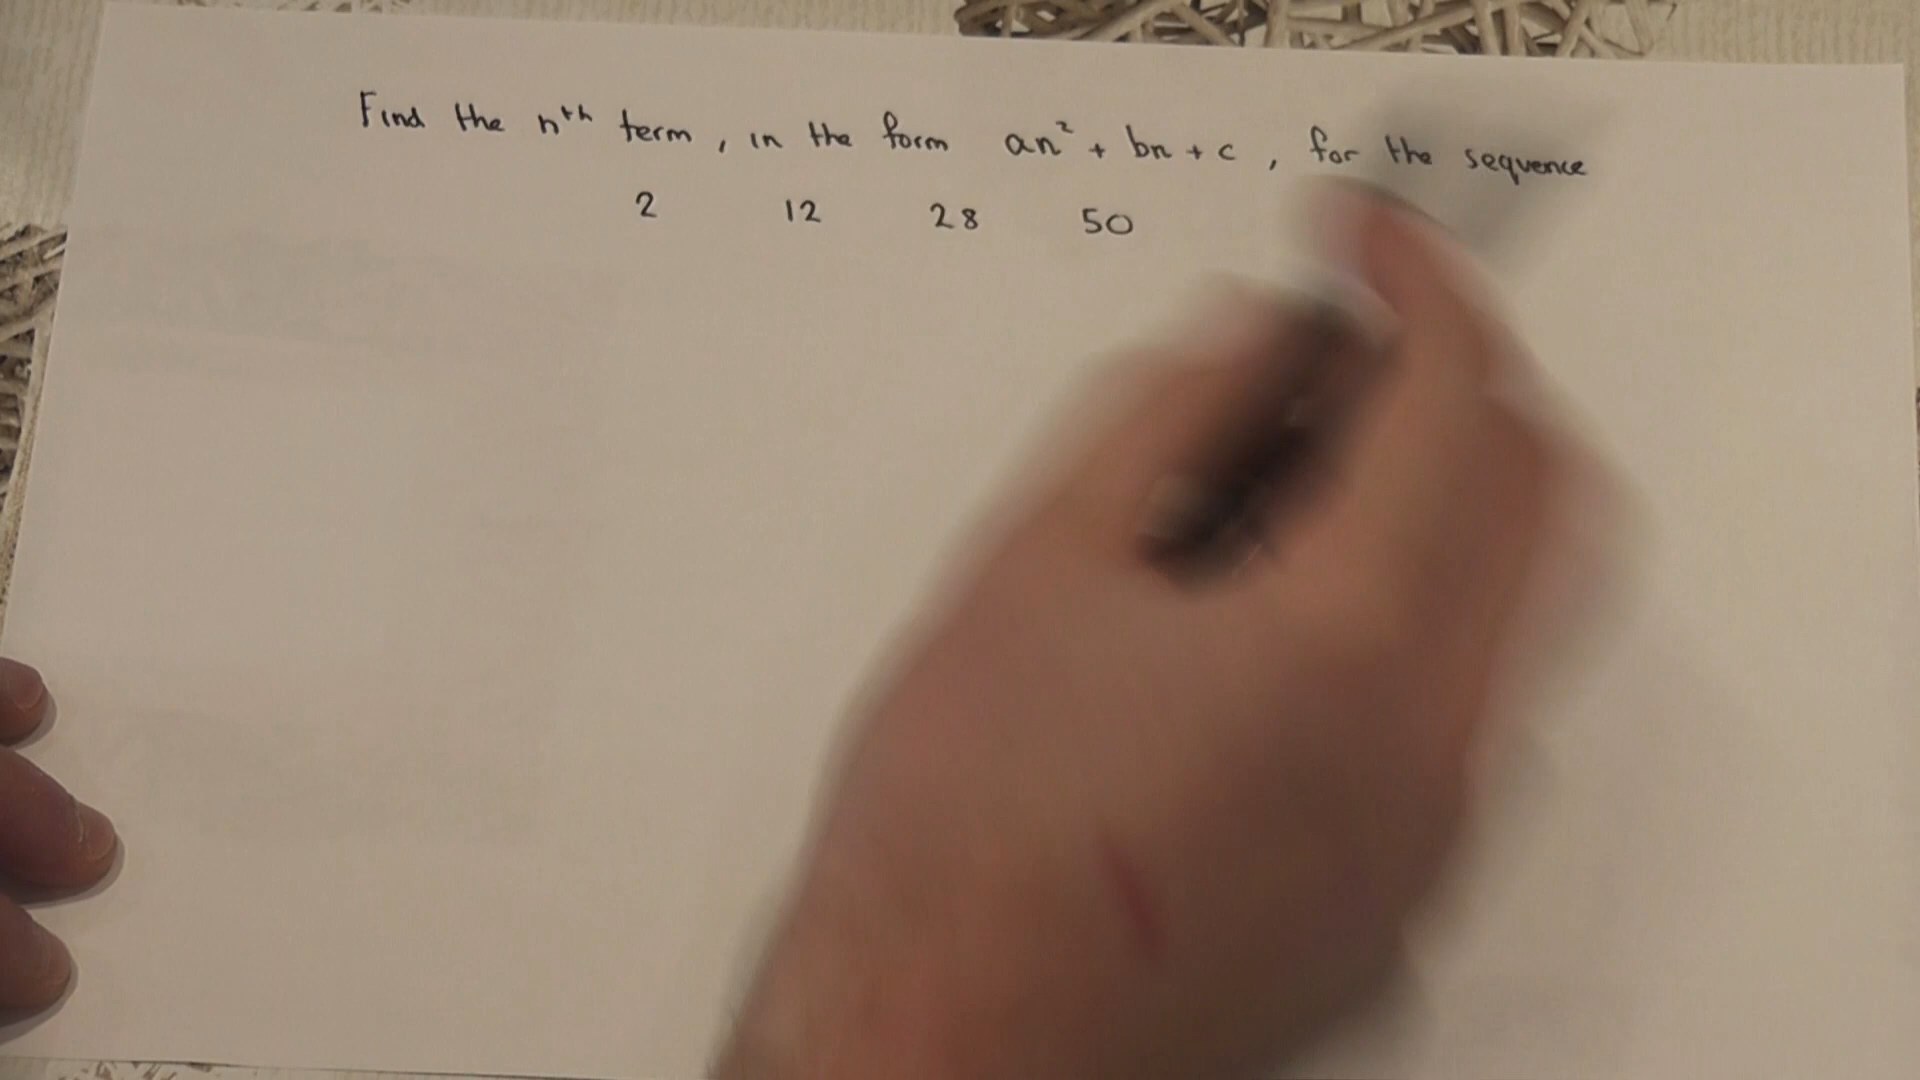 Find the nth term, in the form an² + bn + c, for the sequence
2 12 28 50